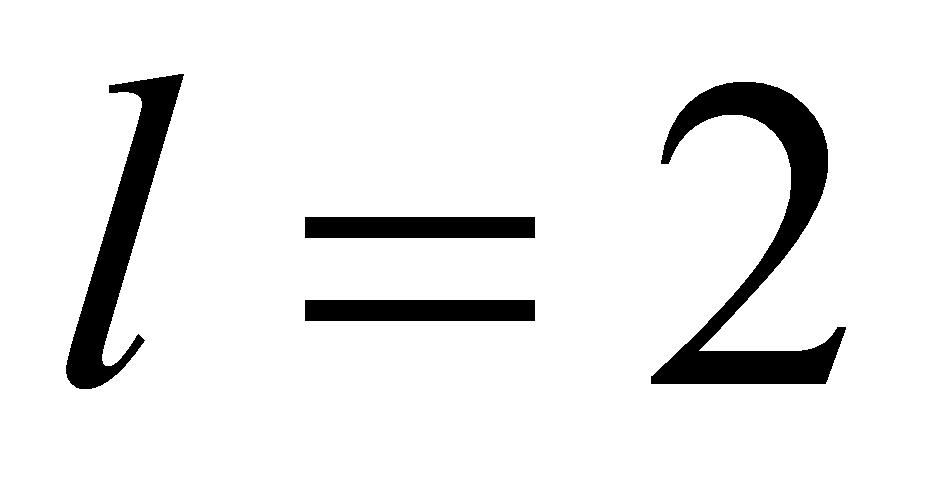 l = 2